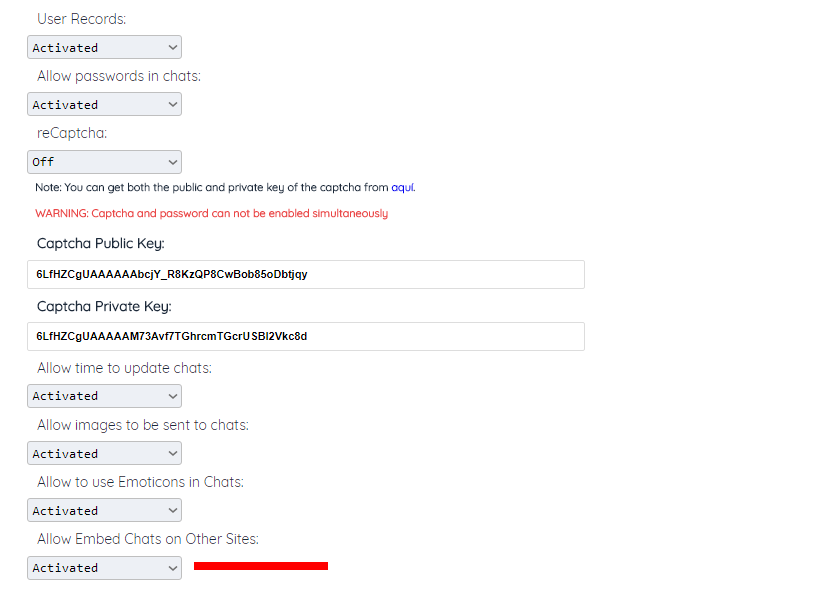 User Records:
Activated
Allow passwords in chats:
Activated
reCaptcha:
Off
Note: You can get both the public and private key of the captcha from aquí.
WARNING: Captcha and password can not be enabled simultaneously
Captcha Public Key:
6LfHZCgUAAAAAAbcjY_R8KzQP8CwBob85oDbtjqy
Captcha Private Key:
6LfHZCgUAAAAAM73Avf7TGhrcmTGcrUSBI2Vkc8d
Allow time to update chats:
Activated
Allow images to be sent to chats:
Activated
Allow to use Emoticons in Chats:
Activated
Allow Embed Chats on Other Sites:
Activated